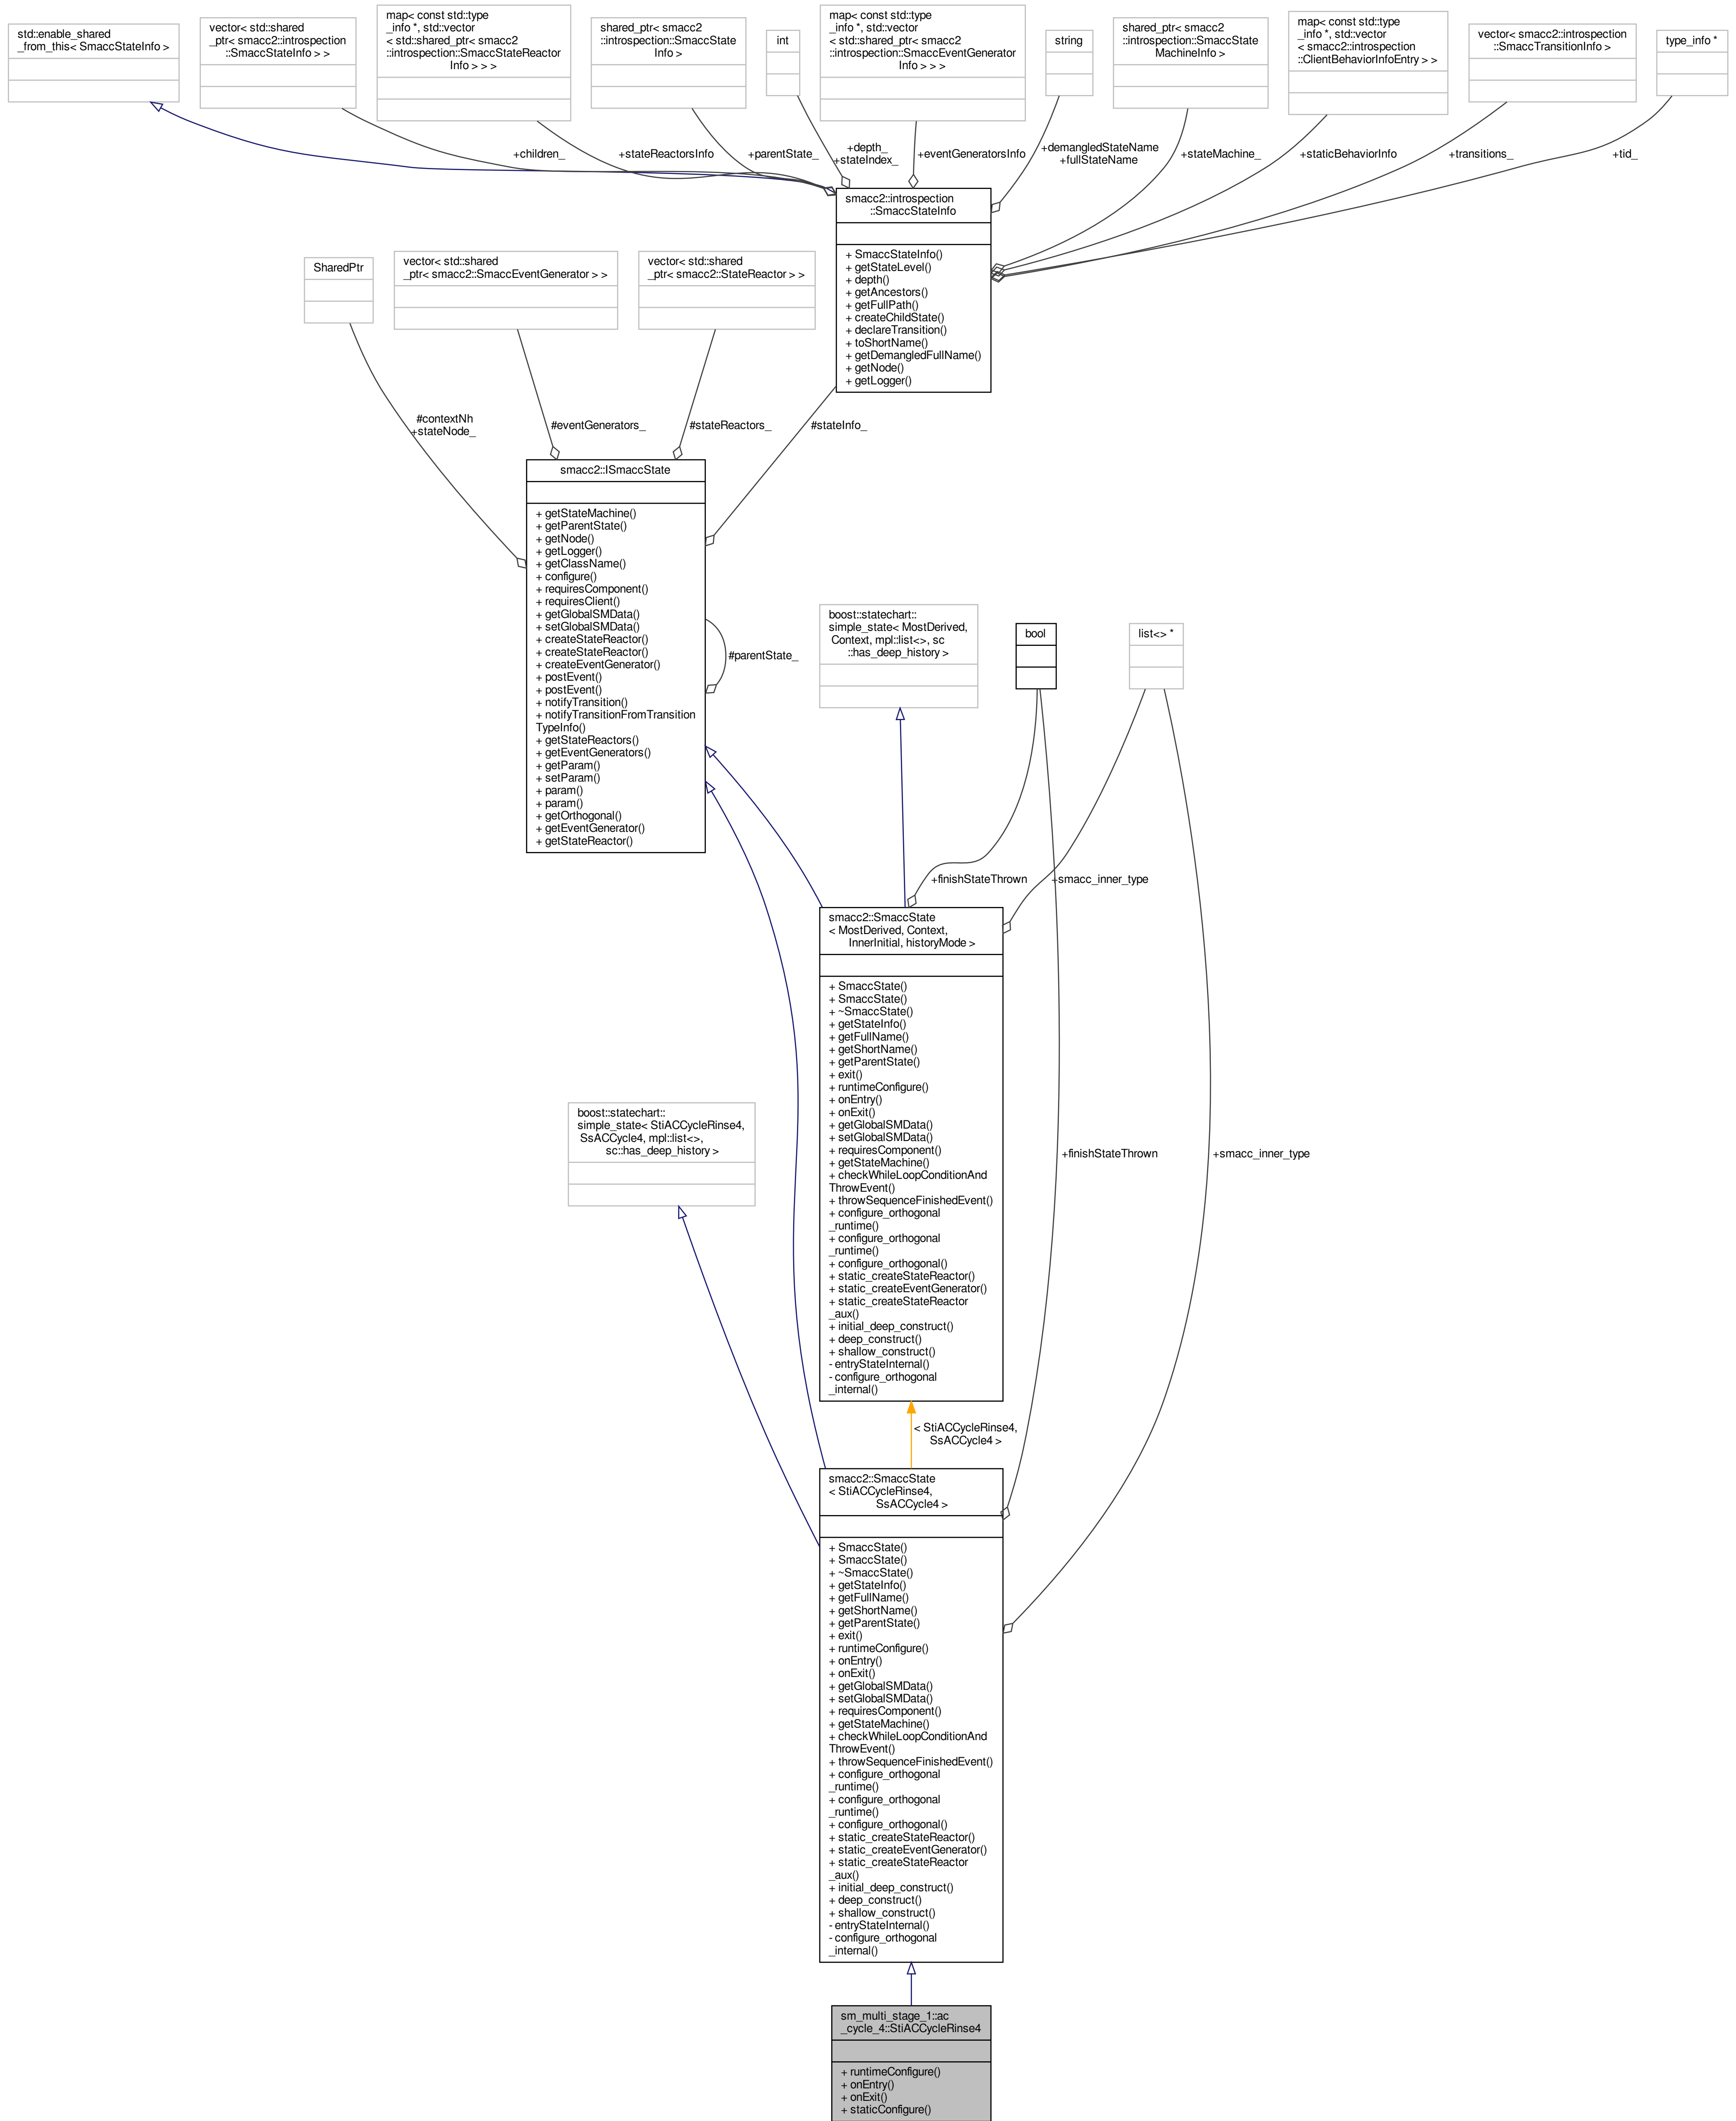 std::enable_shared
_from_this< SmaccStateInfo >
vector< std::shared
_ptr< smacc2::introspection
::SmaccStateInfo > >
map< const std::type
_info *, std::vector
< std::shared_ptr< smacc2
::introspection::SmaccStateReactor
Info > > >
shared_ptr< smacc2
::introspection::SmaccState
Info >
int
map< const std::type
_info *, std::vector
< std::shared_ptr< smacc2
::introspection::SmaccEventGenerator
Info > > >
string
shared_ptr< smacc2
::introspection::SmaccState
MachineInfo >
map< const std::type
_info *, std::vector
< smacc2::introspection
::ClientBehaviorInfoEntry > >
vector< smacc2::introspection
::SmaccTransitionInfo >
type_info *
+children_
+stateReactorsInfo
+parentState_
+depth_
+stateIndex_
+eventGeneratorsInfo
+demangledStateName
+fullStateName
+stateMachine_
+staticBehaviorInfo
+transitions_
+tid_
smacc2::introspection
::SmaccStateInfo
+ SmaccStateInfo()
+ getStateLevel()
+ depth()
+ getAncestors()
+ getFullPath()
+ createChildState()
+ declareTransition()
+ toShortName()
+ getDemangledFullName()
+ getNode()
+ getLogger()
SharedPtr
vector< std::shared
_ptr< smacc2::SmaccEventGenerator > >
vector< std::shared
_ptr< smacc2::StateReactor > >
#contextNh
+stateNode_
#eventGenerators_
#stateReactors_
#stateInfo_
smacc2::ISmaccState
+ getStateMachine()
+ getParentState()
+ getNode()
+ getLogger()
+ getClassName()
+ configure()
+ requiresComponent()
+ requiresClient()
+ getGlobalSMData()
+ setGlobalSMData()
+ createStateReactor()
+ createStateReactor()
+ createEventGenerator()
+ postEvent()
+ postEvent()
+ notifyTransition()
+ notifyTransitionFromTransition
TypeInfo()
+ getStateReactors()
+ getEventGenerators()
+ getParam()
+ setParam()
+ param()
+ param()
+ getOrthogonal()
+ getEventGenerator()
+ getStateReactor()
#parentState_
boost::statechart::
simple_state< MostDerived,
Context, mpl::list<>, sc
::has_deep_history >
bool
list<> *
+finishStateThrown
+smacc_inner_type
smacc2::SmaccState
< MostDerived, Context,
InnerInitial, historyMode >
+ SmaccState()
+ SmaccState()
+ ~SmaccState()
+ getStateInfo()
+ getFullName()
+ getShortName()
+ getParentState()
+ exit()
+ runtimeConfigure()
+ onEntry()
+ onExit()
+ getGlobalSMData()
+ setGlobalSMData()
+ requiresComponent()
+ getStateMachine()
+ checkWhileLoopConditionAnd
ThrowEvent()
+ throwSequenceFinishedEvent()
+ configure_orthogonal
_runtime()
+ configure_orthogonal
_runtime()
+ configure_orthogonal()
+ static_createStateReactor()
+ static_createEventGenerator()
+ static_createStateReactor
_aux()
+ initial_deep_construct()
+ deep_construct()
+ shallow_construct()
- entryStateInternal()
- configure_orthogonal
_internal()
boost::statechart::
simple_state< StiACCycleRinse4,
SsACCycle4, mpl::list<>,
sc::has_deep_history >
+finishStateThrown
+smacc_inner_type
< StiACCycleRinse4,
SsACCycle4 >
smacc2::SmaccState
< StiACCycleRinse4,
SsACCycle4 >
+ SmaccState()
+ SmaccState()
+ ~SmaccState()
+ getStateInfo()
+ getFullName()
+ getShortName()
+ getParentState()
+ exit()
+ runtimeConfigure()
+ onEntry()
+ onExit()
+ getGlobalSMData()
+ setGlobalSMData()
+ requiresComponent()
+ getStateMachine()
+ checkWhileLoopConditionAnd
ThrowEvent()
+ throwSequenceFinishedEvent()
+ configure_orthogonal
_runtime()
+ configure_orthogonal
_runtime()
+ configure_orthogonal()
+ static_createStateReactor()
+ static_createEventGenerator()
+ static_createStateReactor
_aux()
+ initial_deep_construct()
+ deep_construct()
+ shallow_construct()
- entryStateInternal()
- configure_orthogonal
_internal()
sm_multi_stage_1::ac
_cycle_4::StiACCycleRinse4
+ runtimeConfigure()
+ onEntry()
+ onExit()
+ staticConfigure()